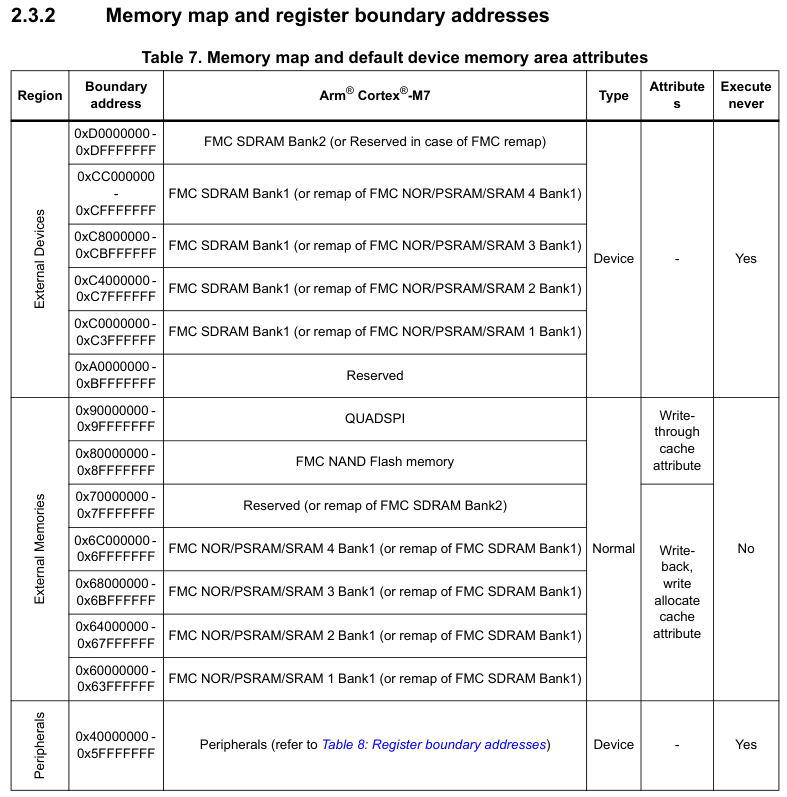 2.3.2 Memory map and register boundary addresses
Table 7. Memory map and default device memory area attributes
Region
Boundary
address
Arm® Cortex®-M7
Type
Attribute
s
Execute
never
External Devices
0xD0000000 -
0xDFFFFFFF
FMC SDRAM Bank2 (or Reserved in case of FMC remap)
Device
-
Yes
0xCC000000
-
0xCFFFFFFF
FMC SDRAM Bank1 (or remap of FMC NOR/PSRAM/SRAM 4 Bank1)
0xC8000000 -
0xCBFFFFFF
FMC SDRAM Bank1 (or remap of FMC NOR/PSRAM/SRAM 3 Bank1)
0xC4000000 -
0xC7FFFFFF
FMC SDRAM Bank1 (or remap of FMC NOR/PSRAM/SRAM 2 Bank1)
0xC0000000 -
0xC3FFFFFF
FMC SDRAM Bank1 (or remap of FMC NOR/PSRAM/SRAM 1 Bank1)
0xA0000000 -
0xBFFFFFFF
Reserved
External Memories
0x90000000 -
0x9FFFFFFF
QUADSPI
Normal
Write-
through
cache
attribute
No
0x80000000 -
0x8FFFFFFF
FMC NAND Flash memory
0x70000000 -
0x7FFFFFFF
Reserved (or remap of FMC SDRAM Bank2)
Write-
back,
write
allocate
cache
attribute
0x6C000000 -
0x6FFFFFFF
FMC NOR/PSRAM/SRAM 4 Bank1 (or remap of FMC SDRAM Bank1)
0x68000000 -
0x6BFFFFFF
FMC NOR/PSRAM/SRAM 3 Bank1 (or remap of FMC SDRAM Bank1)
0x64000000 -
0x67FFFFFF
FMC NOR/PSRAM/SRAM 2 Bank1 (or remap of FMC SDRAM Bank1)
0x60000000 -
0x63FFFFFF
FMC NOR/PSRAM/SRAM 1 Bank1 (or remap of FMC SDRAM Bank1)
Peripherals
0x40000000 -
0x5FFFFFFF
Peripherals (refer to Table 8: Register boundary addresses)
Device
-
Yes